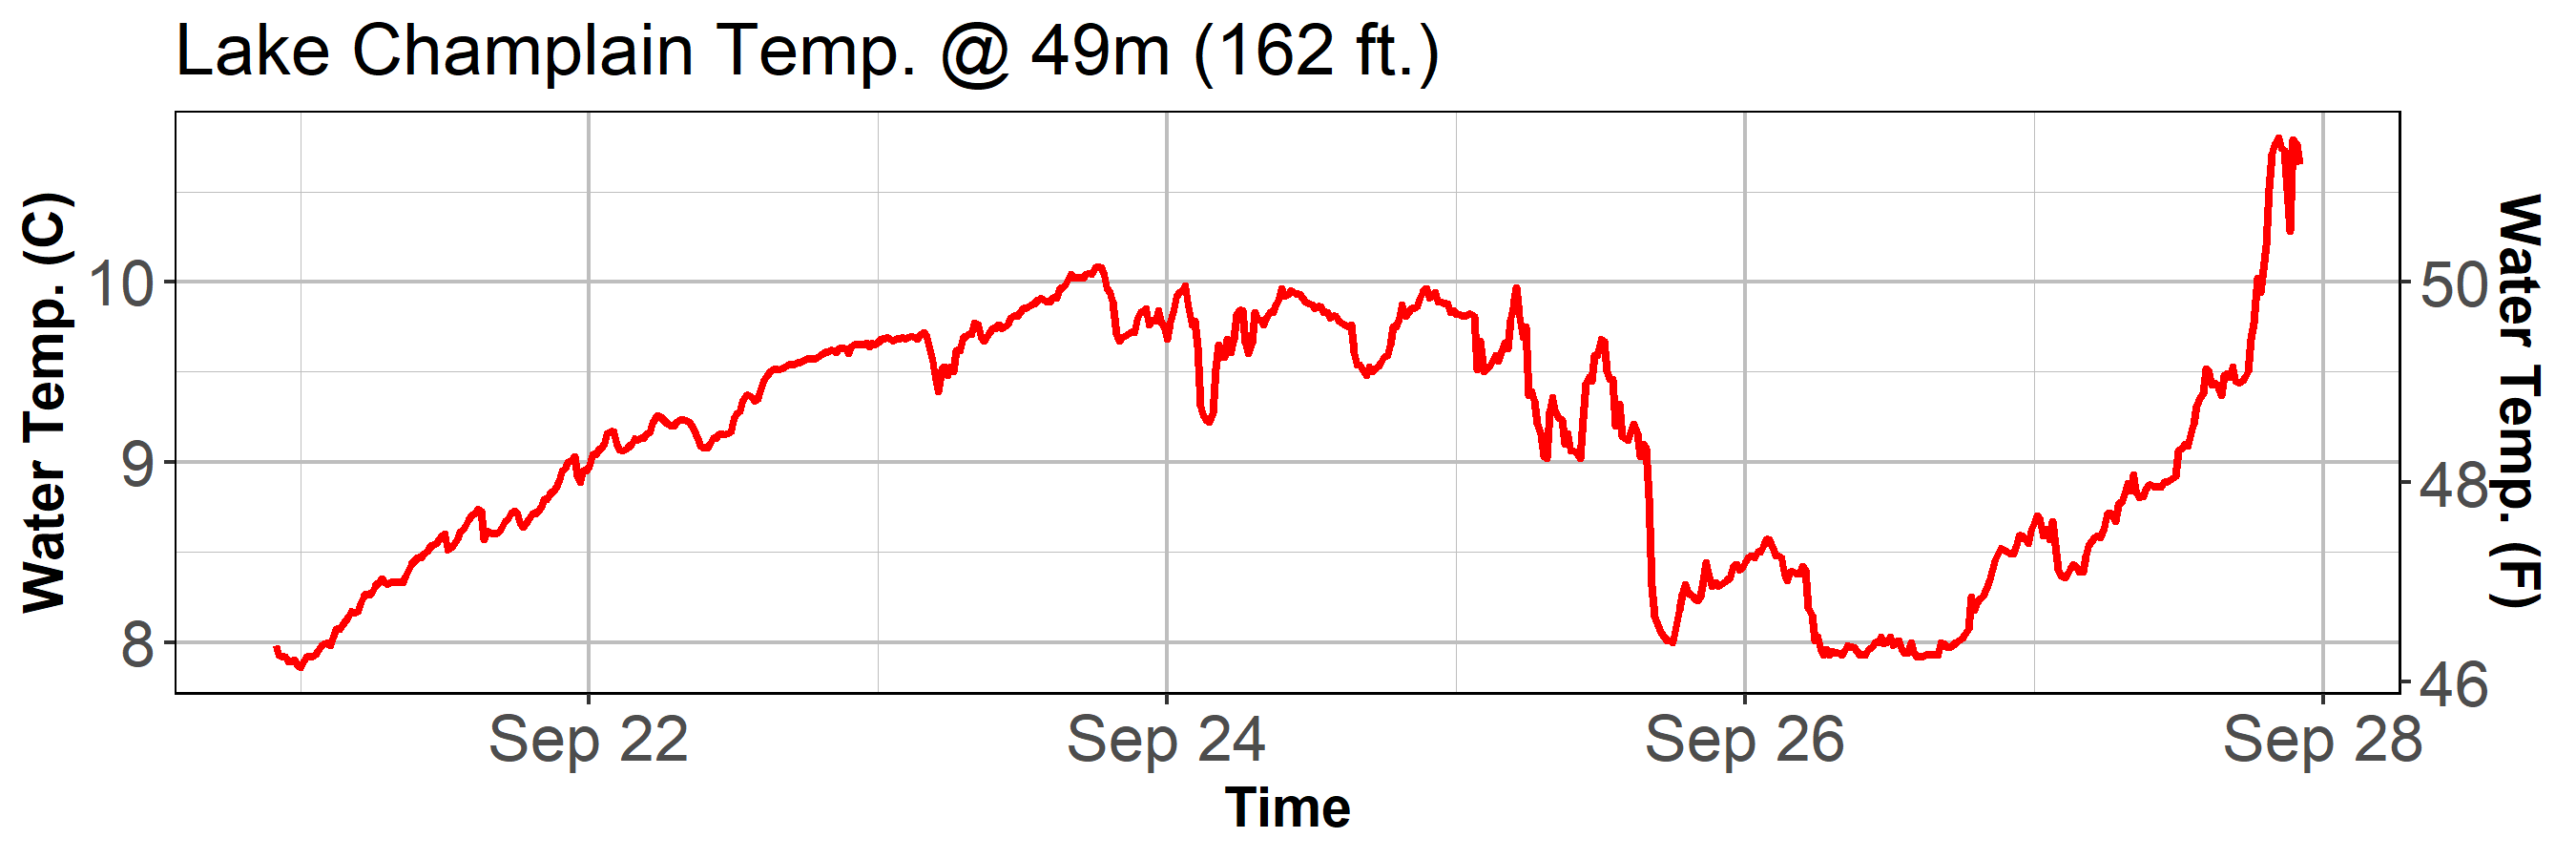 Lake Champlain Temp. @ 49m (162 ft.)
Water Temp. (C)
10
9
8
50
48
46
Water Temp. (F)
Sep 22
Sep 24
Sep 26
Sep 28
Time